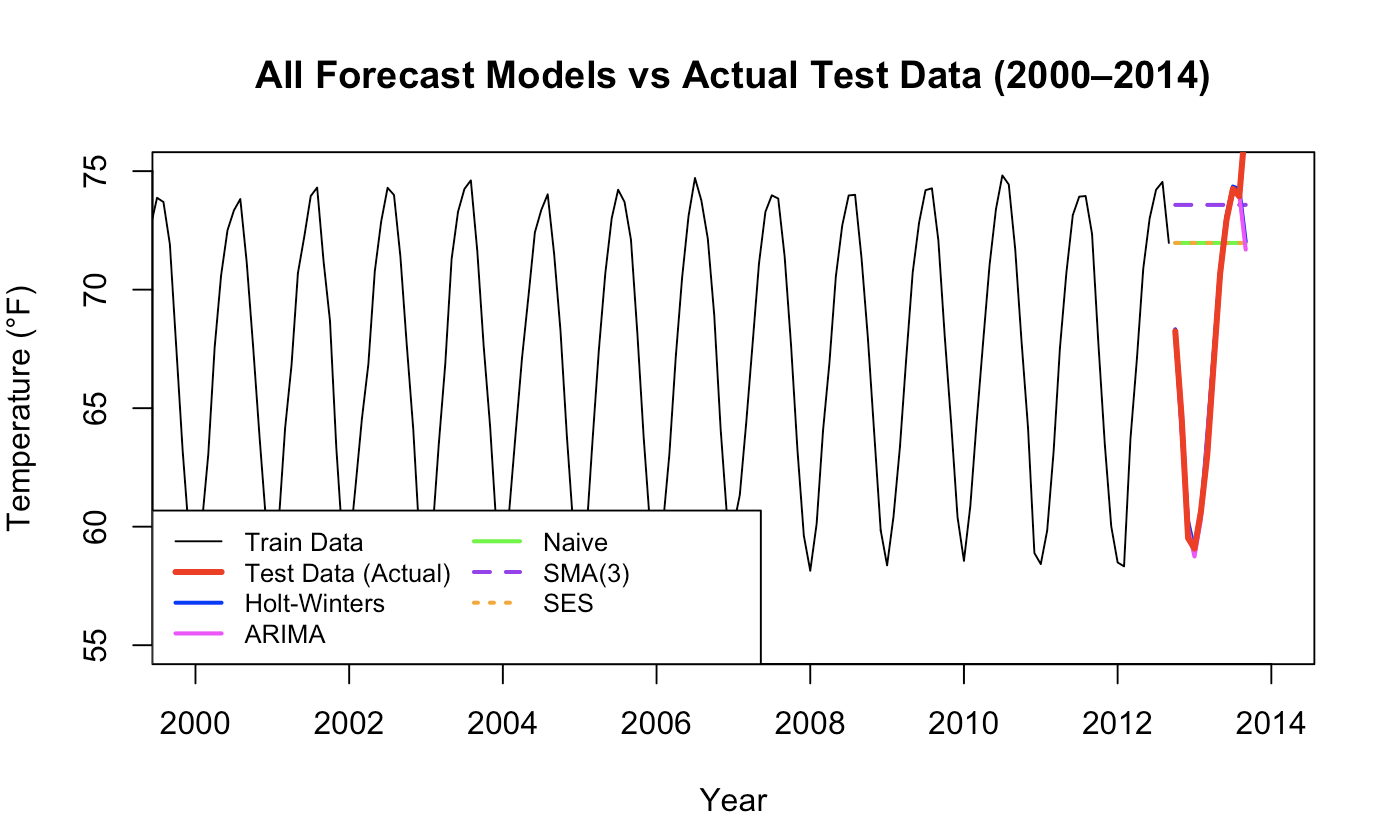 All Forecast Models vs Actual Test Data (2000–2014)
Temperature (°F)
75
70
65
60
55
Train Data
Test Data (Actual)
Holt-Winters
ARIMA
Naive
SMA(3)
SES
2000 2002 2004 2006 2008 2010 2012 2014
Year